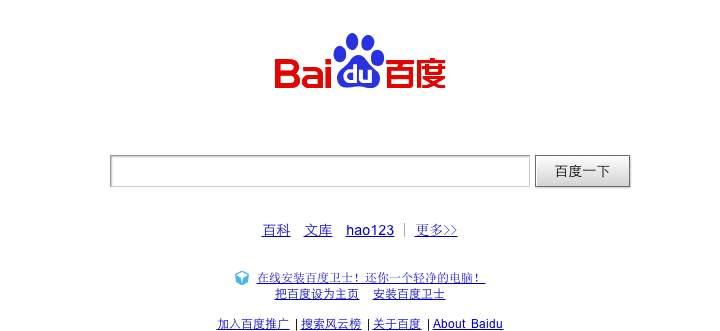 Bai du 百度
百度一下
百科 文库 hao123 | 更多>>
在线安装百度卫士！还你一个轻净的电脑！
把百度设为主页 安装百度卫士
加入百度推广 | 搜索风云榜 | 关于百度 | About Baidu